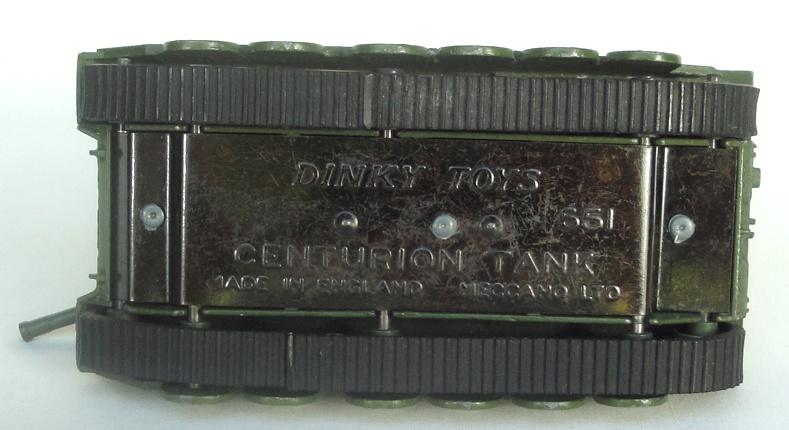 DINKY TOYS
651
CENTURION TANK
MADE IN ENGLAND MECCANO LTD